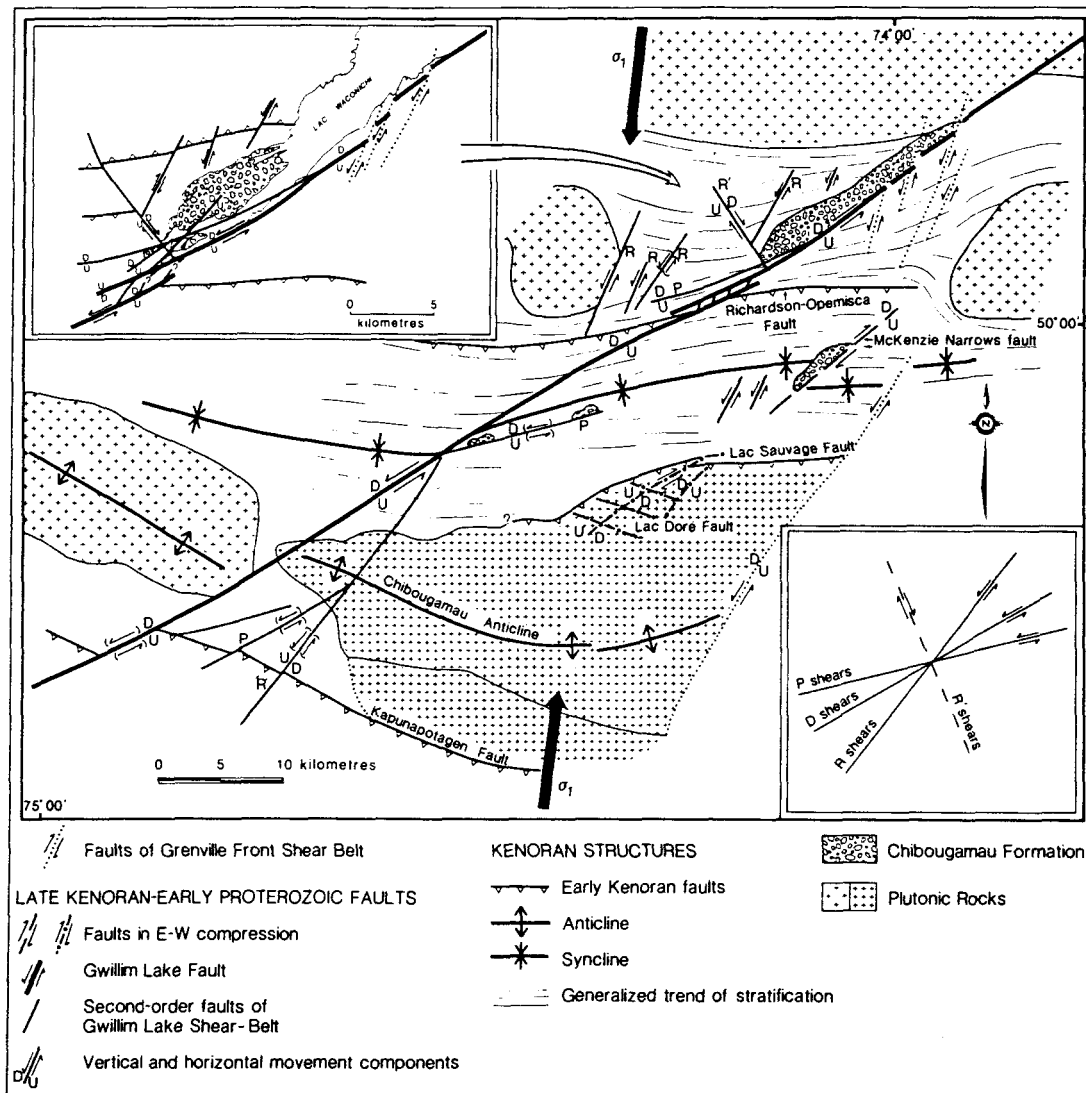 74°00'
σ1
LAC WACONICHI
D
U
0 5
kilometres
R'
U D
R
R
R
R
D
U
D P
U
Richardson-Opemisca
Fault
D
U
50°00'
McKenzie Narrows fault
D
U
D
U
P
N
Lac Sauvage Fault
U
D
D
U
Lac Doré Fault
U
D
D
U
?
D
U
Chibougamau
Anticline
D
U
D
U
P
U
D
R
Kapunapotagen Fault
0 5 10 kilometres
σ1
P shears
D shears
R shears
R' shears
75°00'
Faults of Grenville Front Shear Belt
LATE KENORAN-EARLY PROTEROZOIC FAULTS
Faults in E-W compression
Gwillim Lake Fault
Second-order faults of
Gwillim Lake Shear-Belt
D U
Vertical and horizontal movement components
KENORAN STRUCTURES
Early Kenoran faults
Anticline
Syncline
Generalized trend of stratification
Chibougamau Formation
Plutonic Rocks